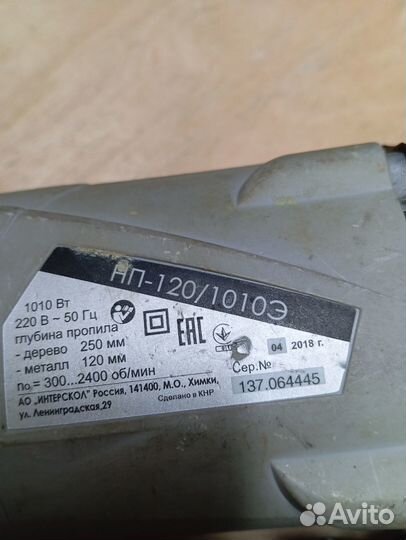 НП-120/1010Э
1010 Вт
220 В ~ 50 Гц
глубина пропила
- дерево 250 мм
- металл 120 мм
n₀= 300...2400 об/мин
EAC
04 2018 г.
Сер.№
137.064445
АО „ИНТЕРСКОЛ" Россия, 141400, М.О., Химки,
ул. Ленинградская,29
Сделано в КНР
Avito